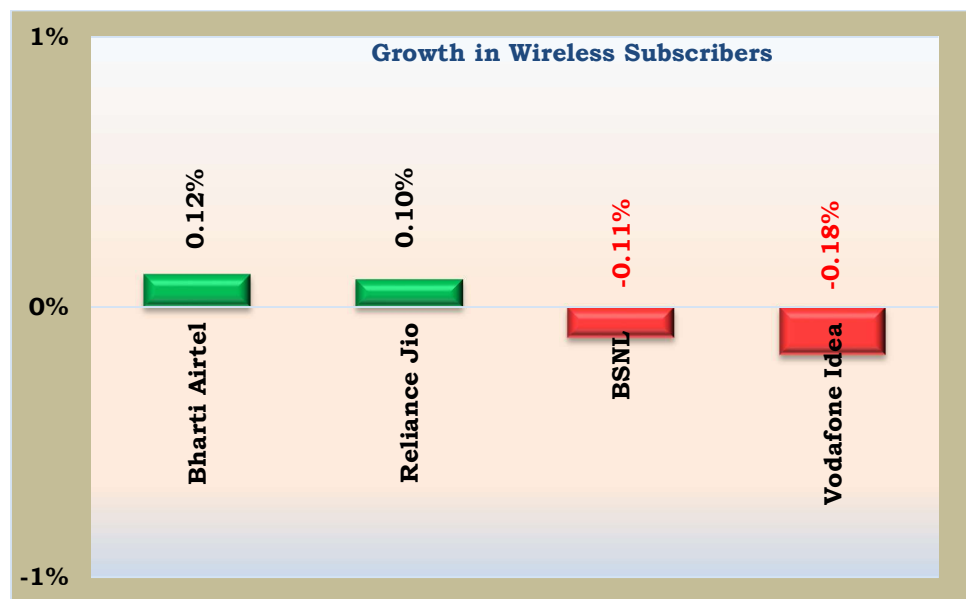 1%
Growth in Wireless Subscribers
0.12%
0.10%
-0.11%
-0.18%
0%
Bharti Airtel
Reliance Jio
BSNL
Vodafone Idea
-1%